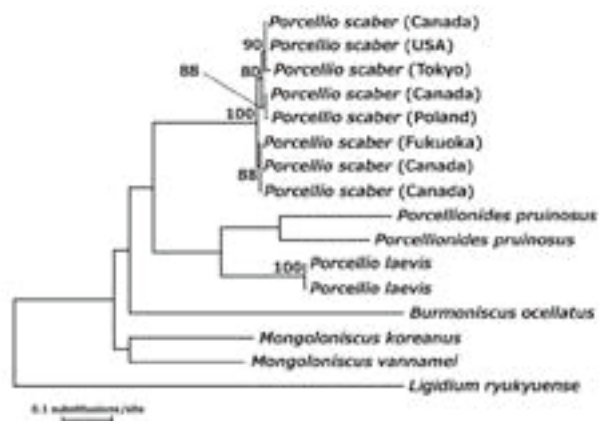 Porcellio scaber (Canada)
90
Porcellio scaber (USA)
80
Porcellio scaber (Tokyo)
88
Porcellio scaber (Canada)
100
Porcellio scaber (Poland)
Porcellio scaber (Fukuoka)
88
Porcellio scaber (Canada)
Porcellio scaber (Canada)
Porcellionides pruinosus
Porcellionides pruinosus
100
Porcellio laevis
Porcellio laevis
Burmoniscus ocellatus
Mongoloniscus koreanus
Mongoloniscus vannamei
Ligidium ryukyuense
0.1 substitutions/site